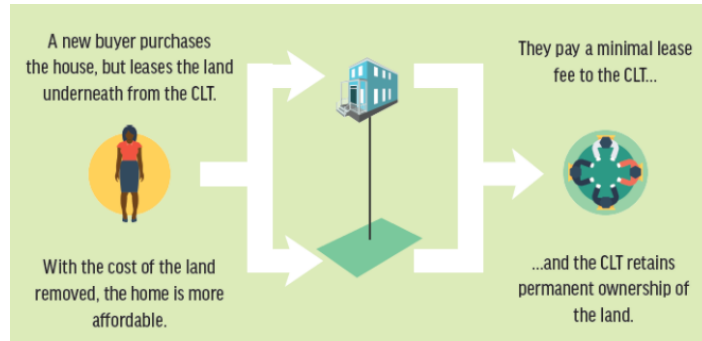 A new buyer purchases
the house, but leases the land
underneath from the CLT.
With the cost of the land
removed, the home is more
affordable.
They pay a minimal lease
fee to the CLT...
...and the CLT retains
permanent ownership of
the land.